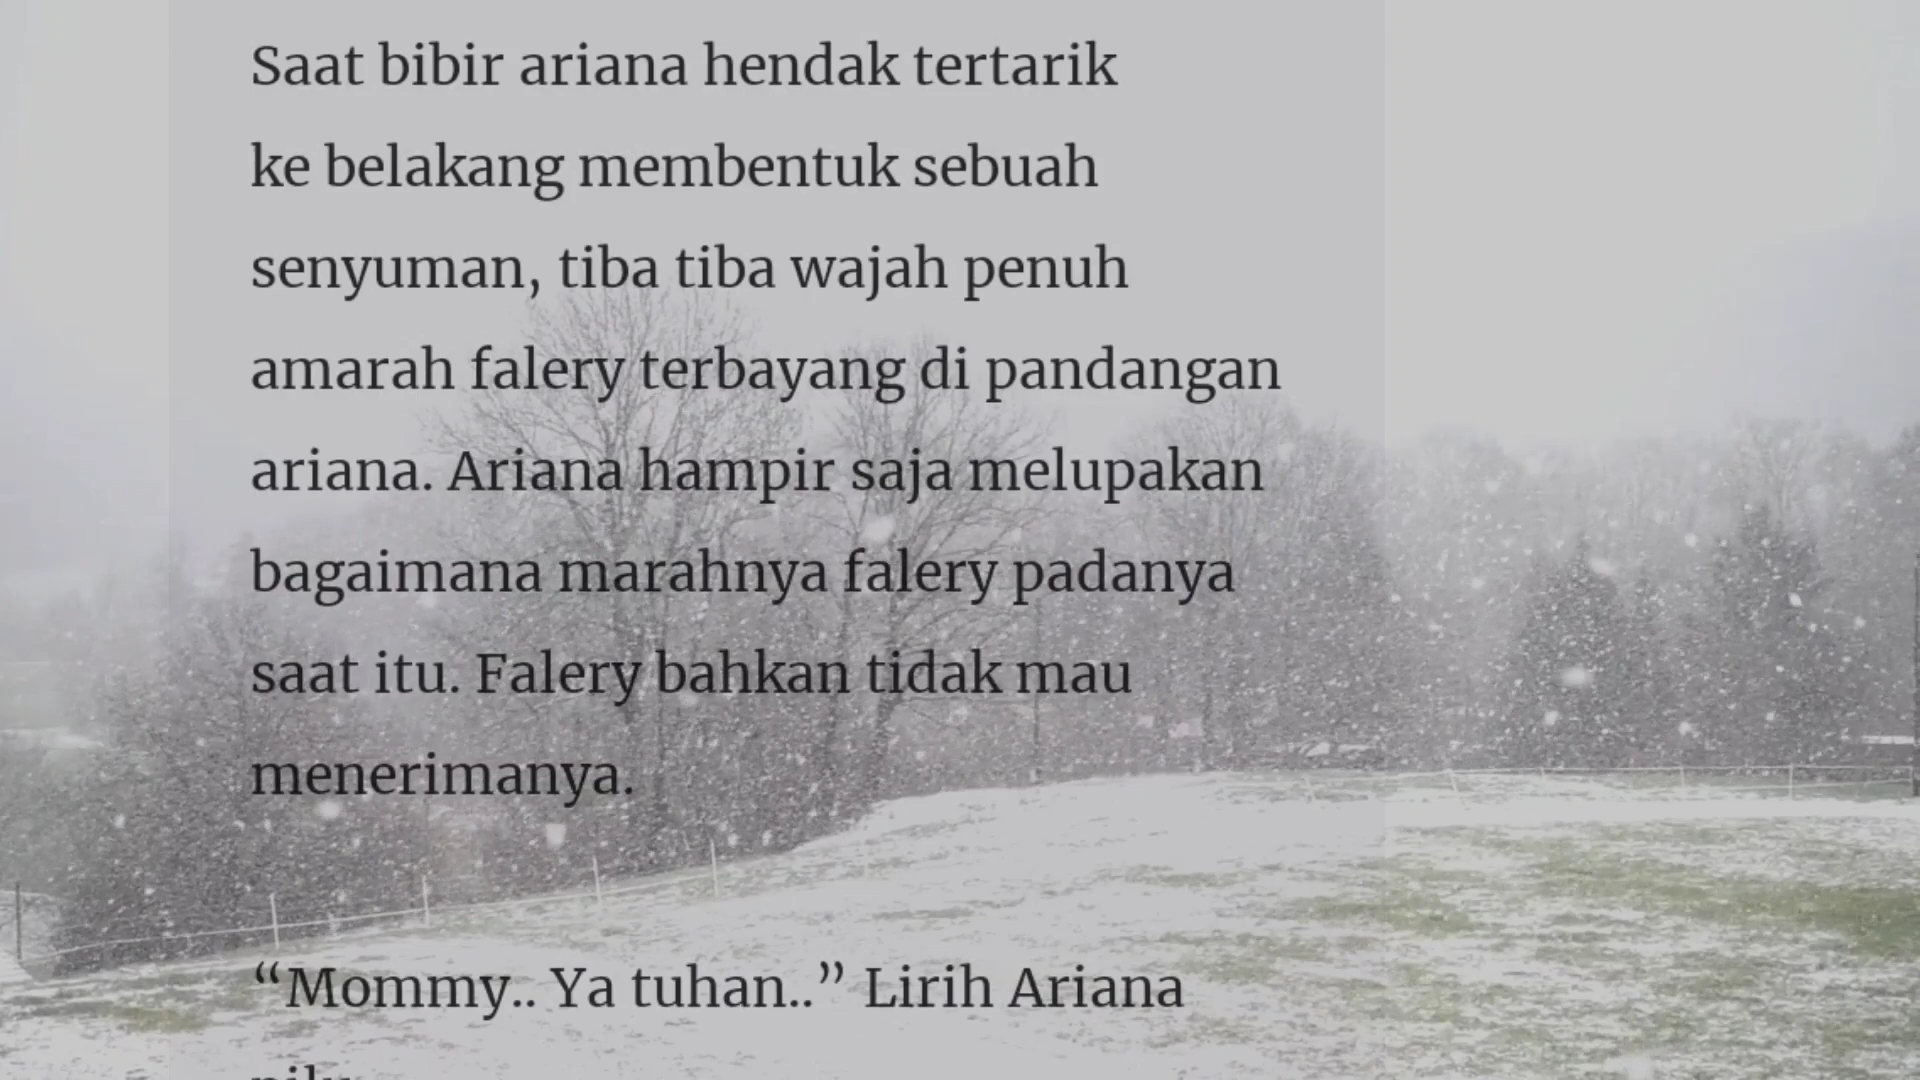 Saat bibir ariana hendak tertarik
ke belakang membentuk sebuah
senyuman, tiba tiba wajah penuh
amarah falery terbayang di pandangan
ariana. Ariana hampir saja melupakan
bagaimana marahnya falery padanya
saat itu. Falery bahkan tidak mau
menerimanya.
“Mommy.. Ya tuhan..” Lirih Ariana